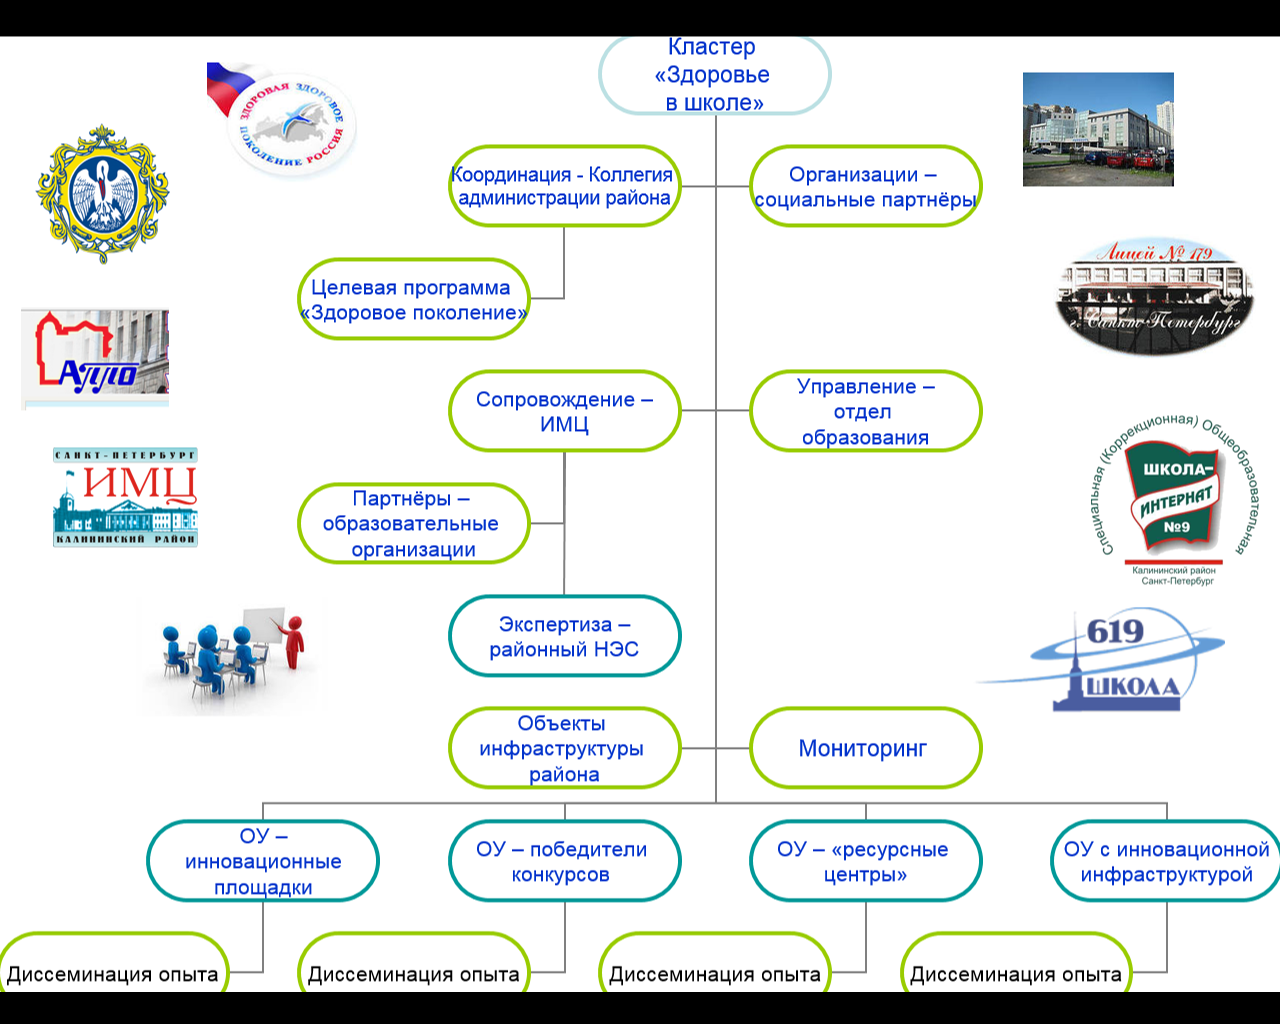 Кластер
«Здоровье
в школе»
ЗДОРОВАЯ РОССИЯ
ЗДОРОВОЕ ПОКОЛЕНИЕ
Координация - Коллегия
администрации района
Организации –
социальные партнёры
Целевая программа
«Здоровое поколение»
Лицей № 179
г. Санкт-Петербург
Аппо
Сопровождение –
ИМЦ
Управление –
отдел
образования
САНКТ-ПЕТЕРБУРГ
ИМЦ
КАЛИНИНСКИЙ РАЙОН
Партнёры –
образовательные
организации
Специальная (Коррекционная) Общеобразовательная
ШКОЛА–
ИНТЕРНАТ
№9
Калининский район
Санкт-Петербург
Экспертиза –
районный НЭС
619
ШКОЛА
Объекты
инфраструктуры
района
Мониторинг
ОУ –
инновационные
площадки
ОУ – победители
конкурсов
ОУ – «ресурсные
центры»
ОУ с инновационной
инфраструктурой
Диссеминация опыта
Диссеминация опыта
Диссеминация опыта
Диссеминация опыта